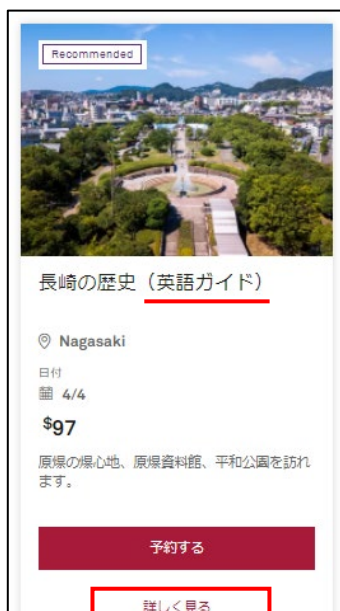 Recommended
長崎の歴史（英語ガイド）
Nagasaki
日付
4/4
$97
原爆の爆心地、原爆資料館、平和公園を訪れ
ます。
予約する
詳しく見る